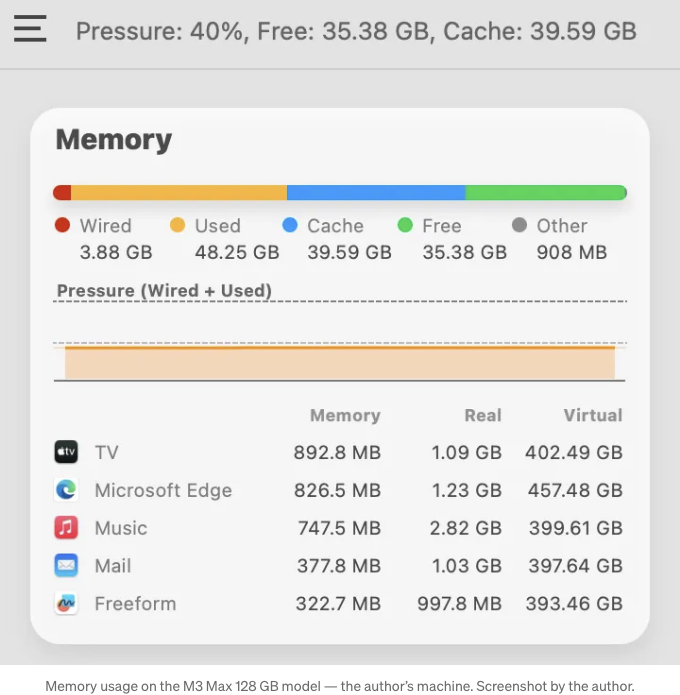 Pressure: 40%, Free: 35.38 GB, Cache: 39.59 GB
Memory
Wired Used Cache Free Other
3.88 GB 48.25 GB 39.59 GB 35.38 GB 908 MB
Pressure (Wired + Used)
Memory Real Virtual
tv TV 892.8 MB 1.09 GB 402.49 GB
Microsoft Edge 826.5 MB 1.23 GB 457.48 GB
Music 747.5 MB 2.82 GB 399.61 GB
Mail 377.8 MB 1.03 GB 397.64 GB
Freeform 322.7 MB 997.8 MB 393.46 GB
Memory usage on the M3 Max 128 GB model — the author’s machine. Screenshot by the author.